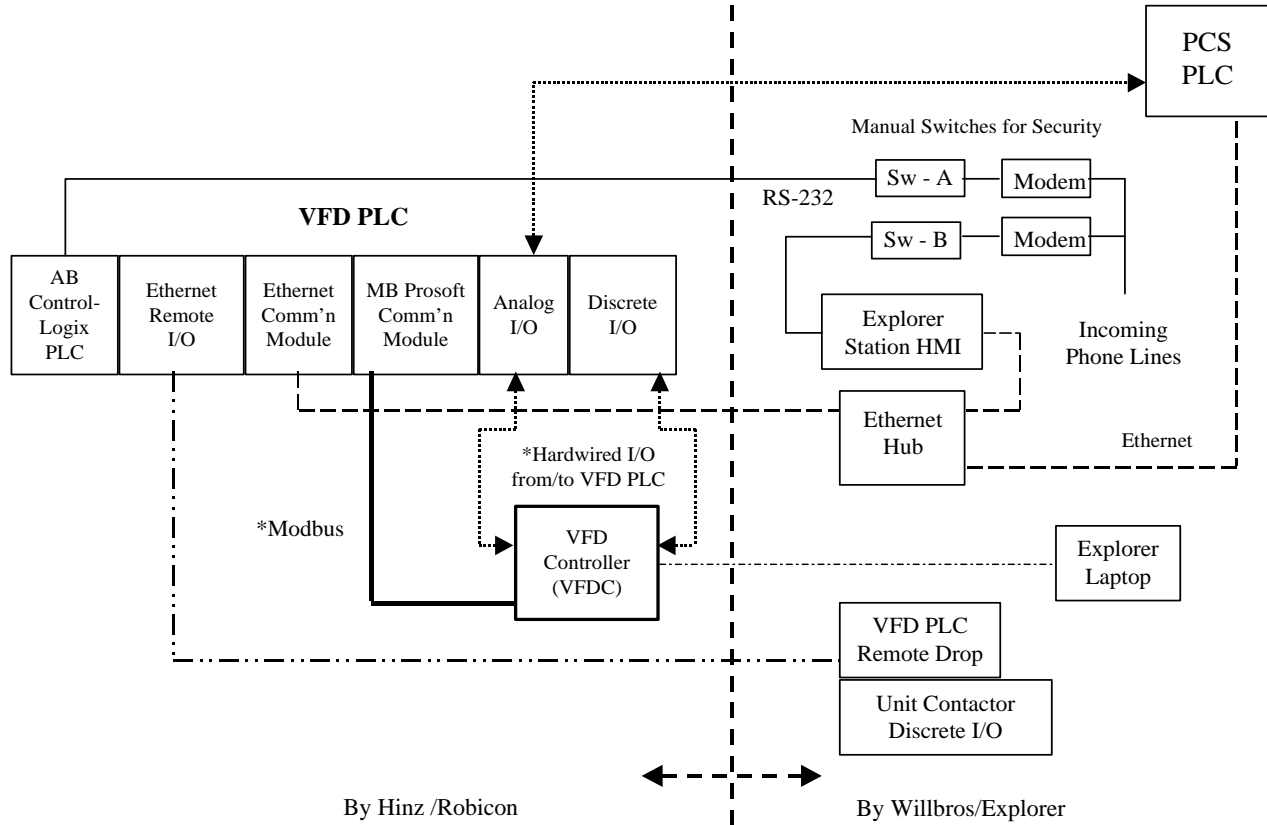 PCS
PLC
Manual Switches for Security
Sw - A
Modem
RS-232
VFD PLC
Sw - B
Modem
AB
Control-
Logix
PLC
Ethernet
Remote
I/O
Ethernet
Comm'n
Module
MB Prosoft
Comm'n
Module
Analog
I/O
Discrete
I/O
Explorer
Station HMI
Incoming
Phone Lines
Ethernet
Hub
Ethernet
*Hardwired I/O
from/to VFD PLC
*Modbus
VFD
Controller
(VFDC)
Explorer
Laptop
VFD PLC
Remote Drop
Unit Contactor
Discrete I/O
By Hinz /Robicon
By Willbros/Explorer